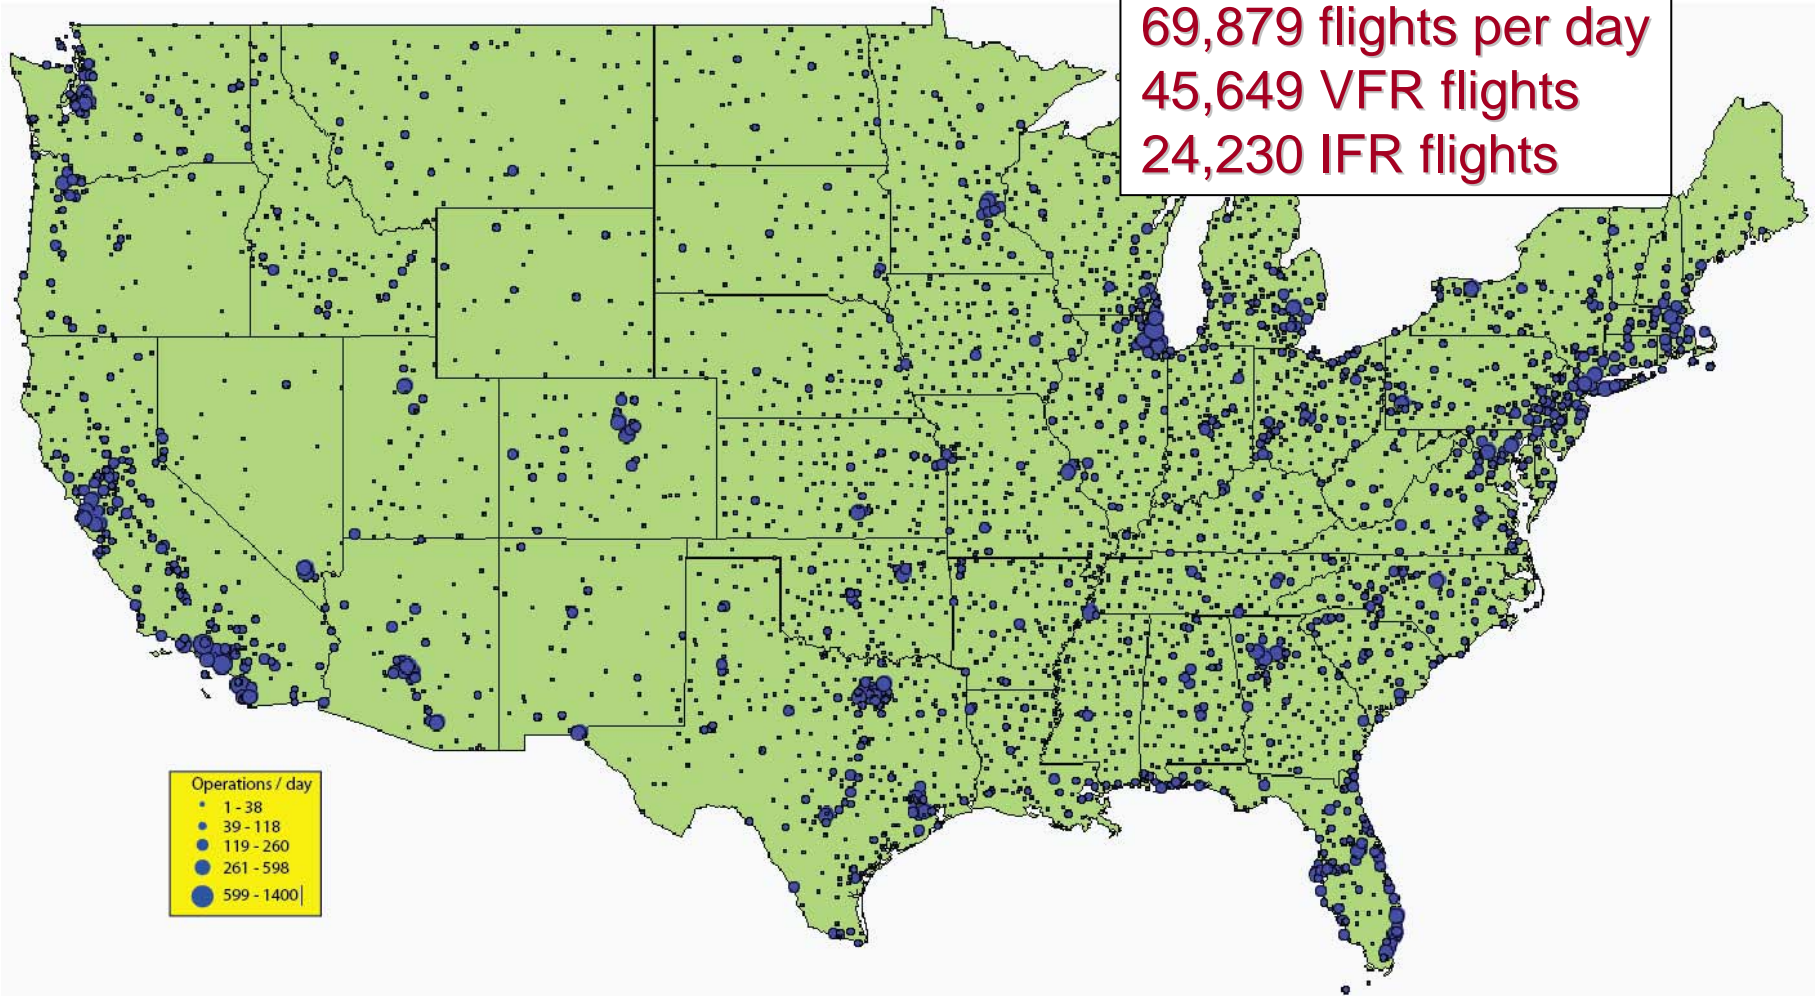 69,879 flights per day
45,649 VFR flights
24,230 IFR flights
Operations / day
1 - 38
39 - 118
119 - 260
261 - 598
599 - 1400